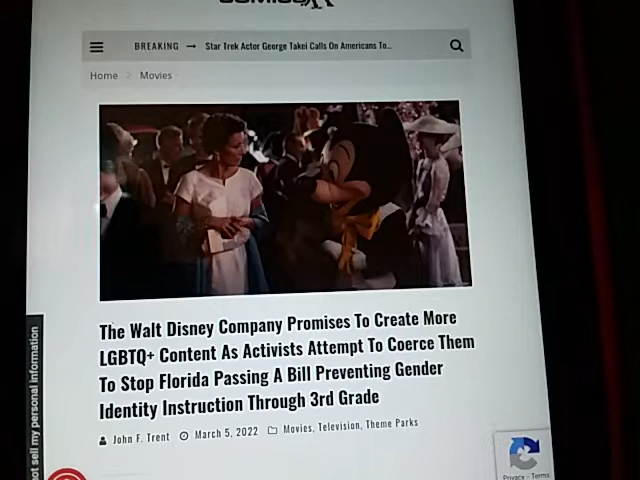 BREAKING → Star Trek Actor George Takei Calls On Americans To...
Home > Movies
The Walt Disney Company Promises To Create More
LGBTQ+ Content As Activists Attempt To Coerce Them
To Stop Florida Passing A Bill Preventing Gender
Identity Instruction Through 3rd Grade
John F. Trent March 5, 2022 Movies, Television, Theme Parks
ot sell my personal information
Privacy - Terms